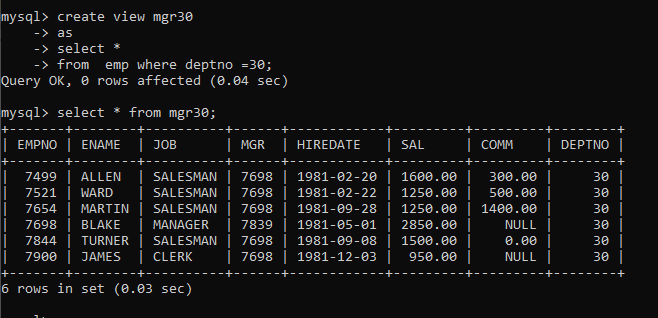 mysql> create view mgr30
    -> as
    -> select *
    -> from  emp where deptno =30;
Query OK, 0 rows affected (0.04 sec)
mysql> select * from mgr30;
+-------+--------+----------+------+------------+---------+---------+--------+
| EMPNO | ENAME  | JOB      | MGR  | HIREDATE   | SAL     | COMM    | DEPTNO |
+-------+--------+----------+------+------------+---------+---------+--------+
|  7499 | ALLEN  | SALESMAN | 7698 | 1981-02-20 | 1600.00 |  300.00 |     30 |
|  7521 | WARD   | SALESMAN | 7698 | 1981-02-22 | 1250.00 |  500.00 |     30 |
|  7654 | MARTIN | SALESMAN | 7698 | 1981-09-28 | 1250.00 | 1400.00 |     30 |
|  7698 | BLAKE  | MANAGER  | 7839 | 1981-05-01 | 2850.00 |    NULL |     30 |
|  7844 | TURNER | SALESMAN | 7698 | 1981-09-08 | 1500.00 |    0.00 |     30 |
|  7900 | JAMES  | CLERK    | 7698 | 1981-12-03 |  950.00 |    NULL |     30 |
+-------+--------+----------+------+------------+---------+---------+--------+
6 rows in set (0.03 sec)